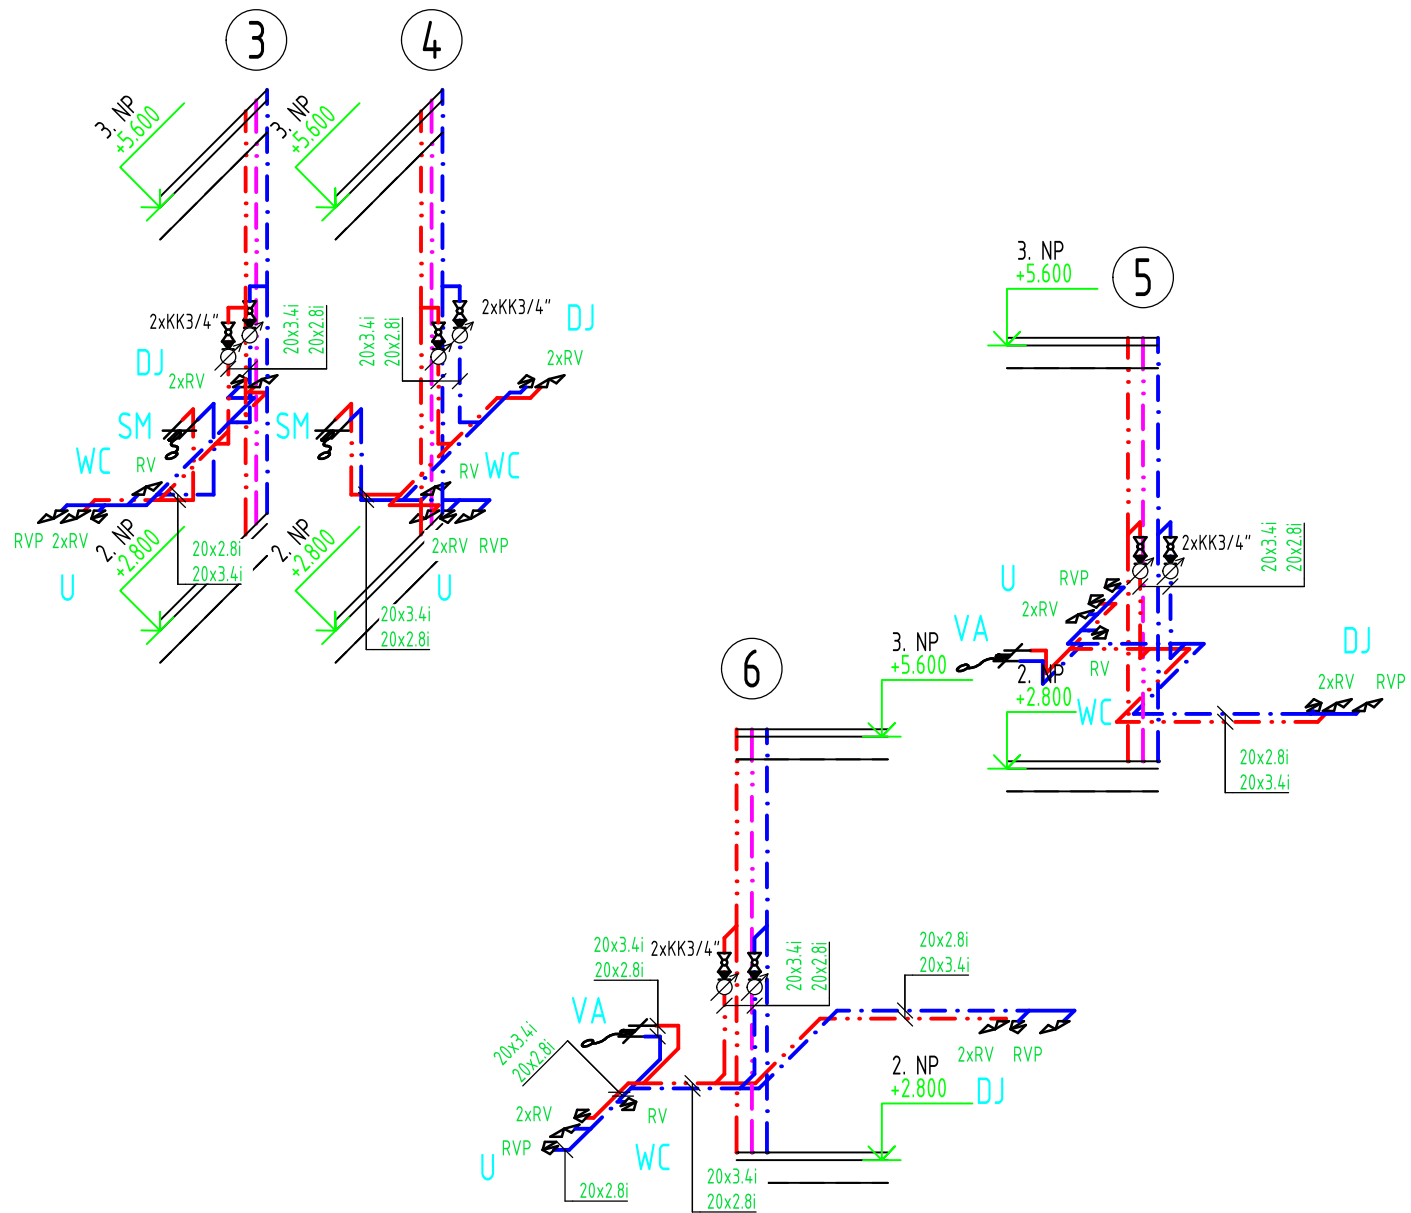 3
4
3. NP
+5.600
3. NP
+5.600
2xKK3/4"
20x3.4i
20x2.8i
20x3.4i
20x2.8i
2xKK3/4"
DJ
2xRV
DJ
2xRV
SM
SM
WC
RV
RV
WC
RVP
2xRV
2. NP
+2.800
20x2.8i
20x3.4i
2. NP
+2.800
2xRV
RVP
U
U
20x3.4i
20x2.8i
3. NP
+5.600
5
2xKK3/4"
20x3.4i
20x2.8i
U
RVP
2xRV
VA
RV
2. NP
+2.800
WC
DJ
2xRV
RVP
20x2.8i
20x3.4i
6
3. NP
+5.600
20x3.4i
20x2.8i
2xKK3/4"
20x3.4i
20x2.8i
20x2.8i
20x3.4i
VA
20x3.4i
20x2.8i
2xRV
RVP
2. NP
+2.800
DJ
2xRV
RV
RVP
WC
U
20x2.8i
20x3.4i
20x2.8i